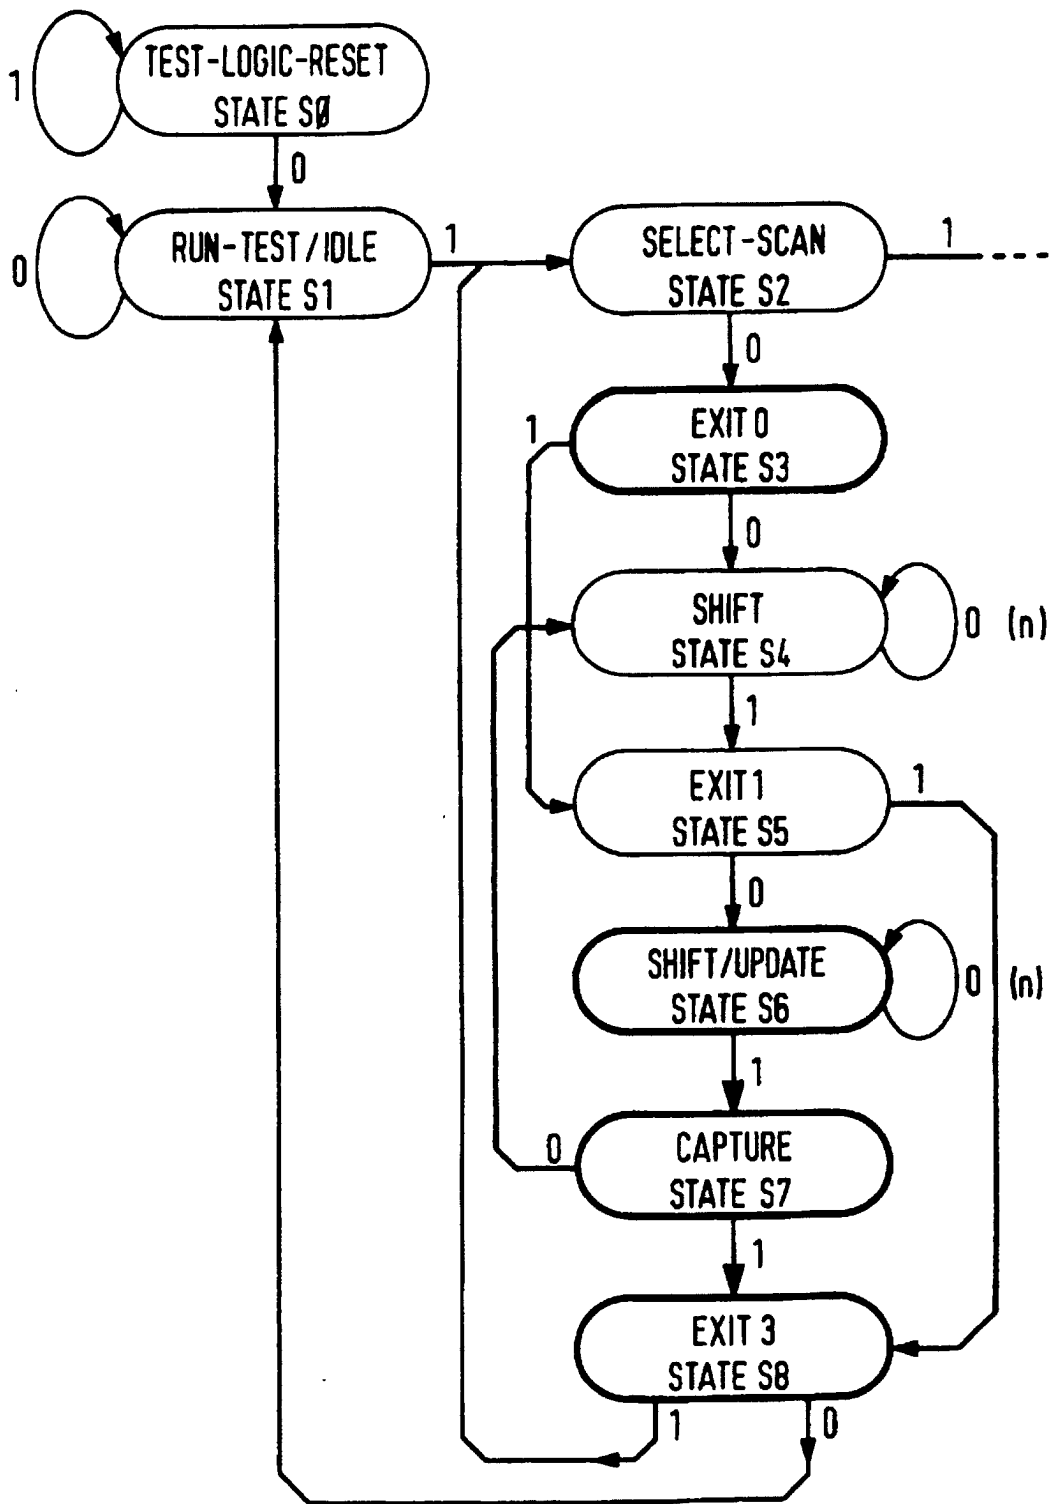 TEST-LOGIC-RESET
STATE SØ
1
0
RUN-TEST/IDLE
STATE S1
0
1
SELECT-SCAN
STATE S2
1
0
EXIT 0
STATE S3
1
0
SHIFT
STATE S4
0 (n)
1
EXIT 1
STATE S5
1
0
SHIFT/UPDATE
STATE S6
0 (n)
1
CAPTURE
STATE S7
0
1
EXIT 3
STATE S8
1
0